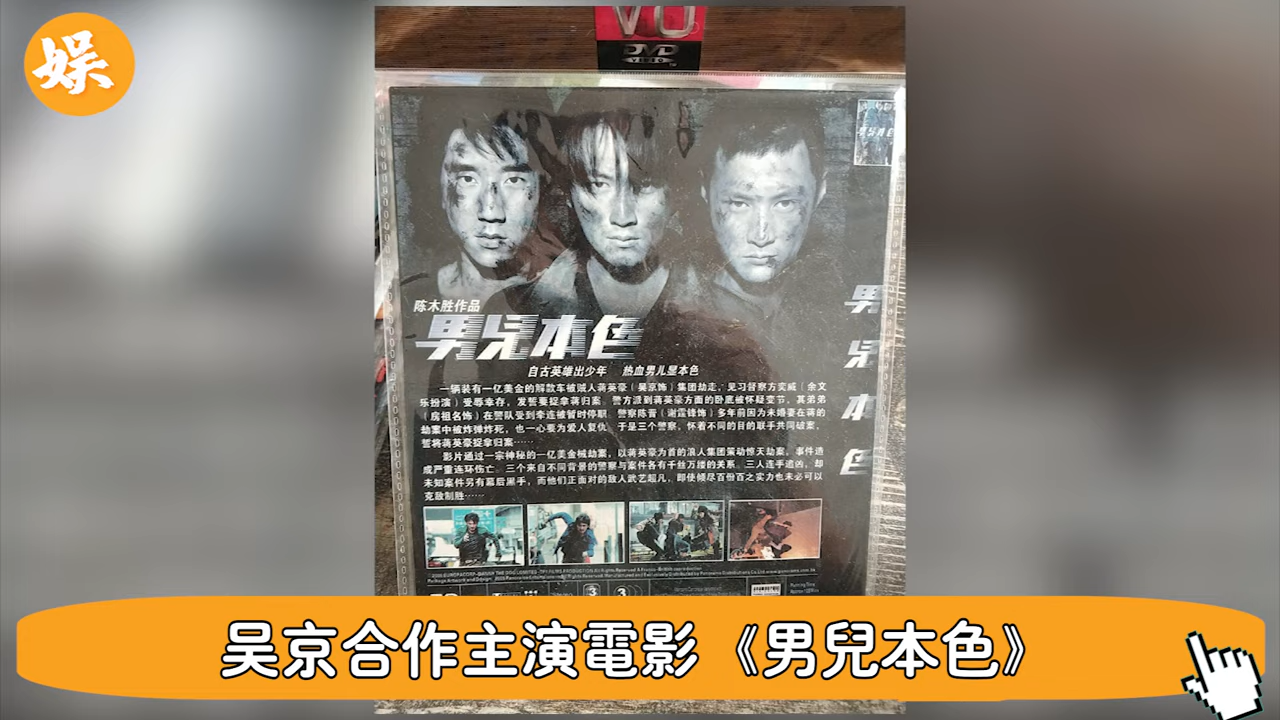 娱
VO
DVD
VIDEO
男兒本色
陈木胜作品
男兒本色
自古英雄出少年 热血男儿显本色
一辆装有一亿美金的解款车被贼人蒋英豪（吴京饰）集团劫走，见习督察方奕威（余文
乐扮演）受辱幸存，发誓要捉拿蒋归案。警方派到蒋英豪方面的卧底被怀疑变节，其弟弟
（房祖名饰）在警队受到牵连被暂时停职。警察陈晋（谢霆锋饰）多年前因为未婚妻在蒋的
劫案中被炸弹炸死，也一心要为爱人复仇。于是三个警察，怀着不同的目的联手共同破案，
誓将蒋英豪捉拿归案……
影片通过一宗神秘的一亿美金械劫案，以蒋英豪为首的浪人集团策动惊天劫案，事件造
成严重连环伤亡。三个来自不同背景的警察与案件各有千丝万缕的关系。三人连手追凶，却
未知案件另有幕后黑手，而他们正面对的敌人武艺超凡，即使倾尽百份百之实力也未必可以
克敌制胜……
男兒本色
吴京合作主演電影《男兒本色》